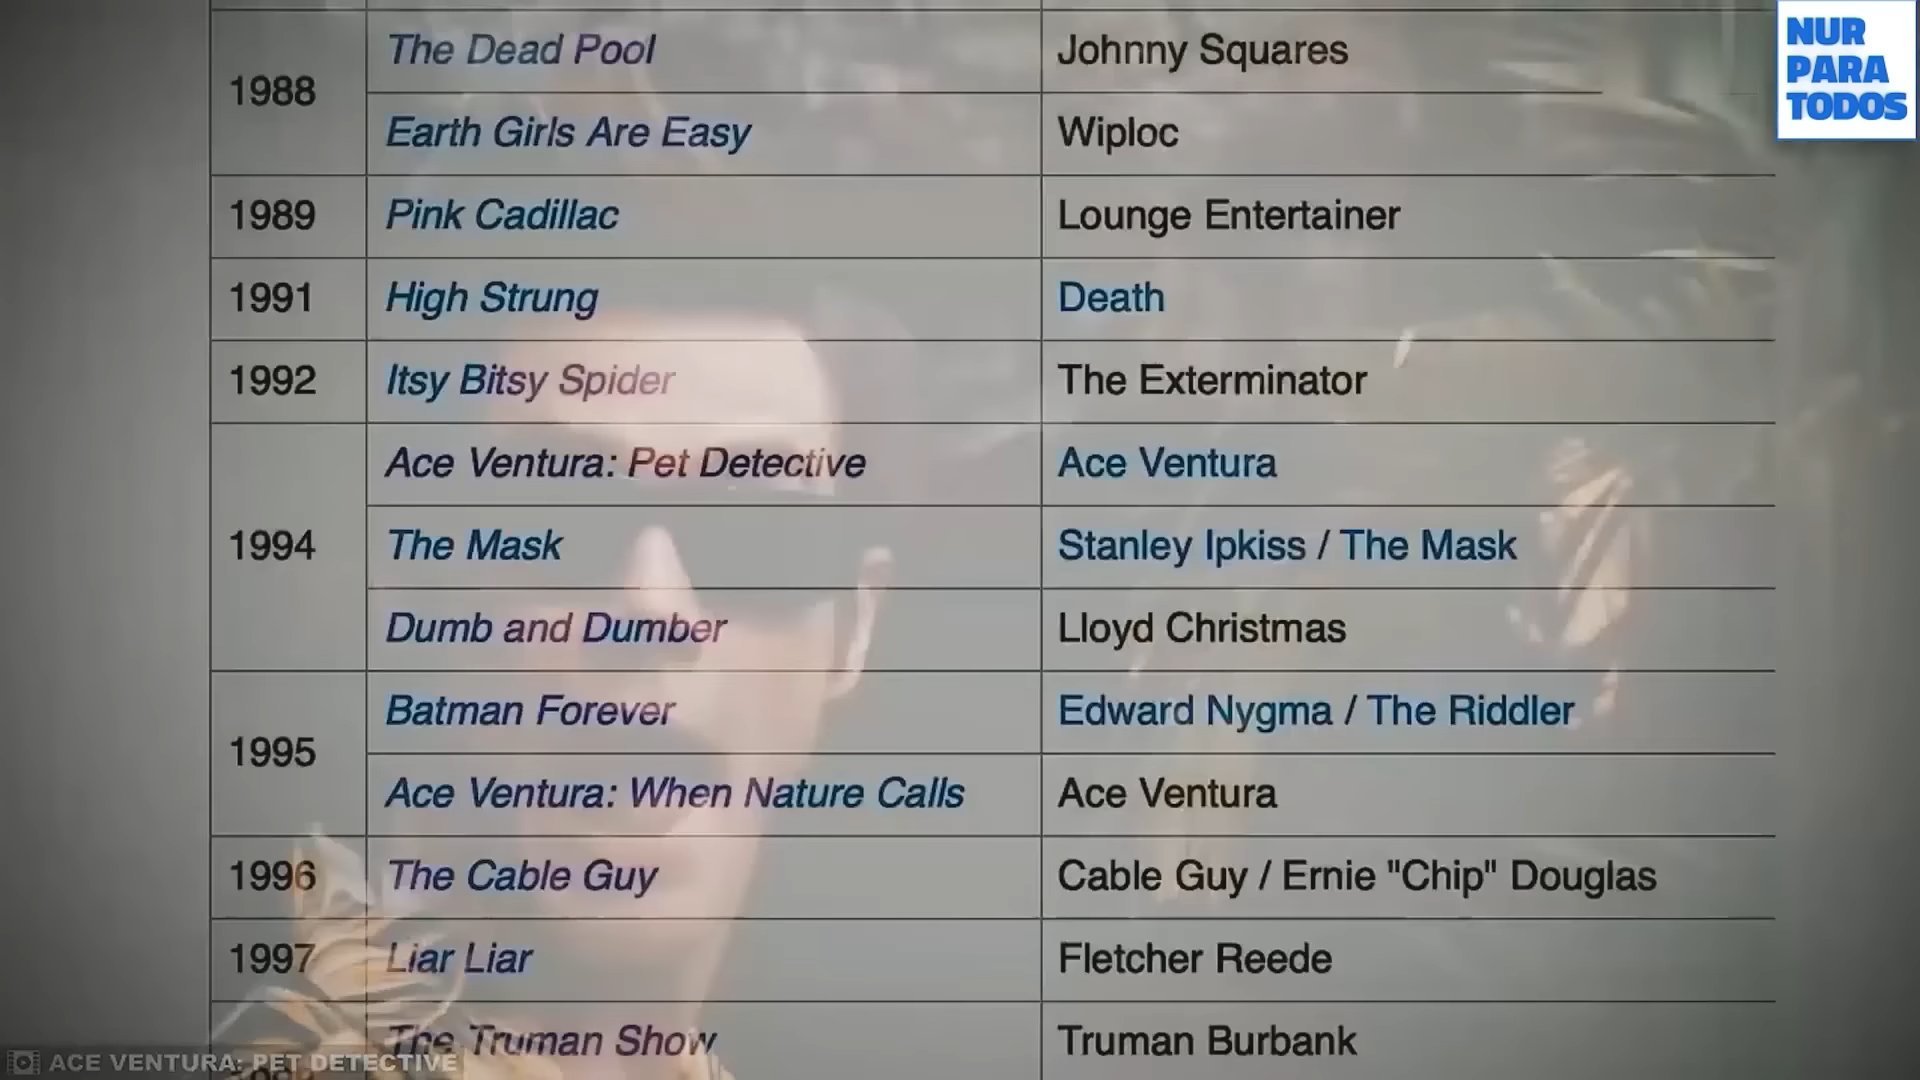 1988
The Dead Pool
Johnny Squares
Earth Girls Are Easy
Wiploc
1989
Pink Cadillac
Lounge Entertainer
1991
High Strung
Death
1992
Itsy Bitsy Spider
The Exterminator
1994
Ace Ventura: Pet Detective
Ace Ventura
The Mask
Stanley Ipkiss / The Mask
Dumb and Dumber
Lloyd Christmas
1995
Batman Forever
Edward Nygma / The Riddler
Ace Ventura: When Nature Calls
Ace Ventura
1996
The Cable Guy
Cable Guy / Ernie "Chip" Douglas
1997
Liar Liar
Fletcher Reede
The Truman Show
Truman Burbank
ACE VENTURA: PET DETECTIVE
NUR
PARA
TODOS